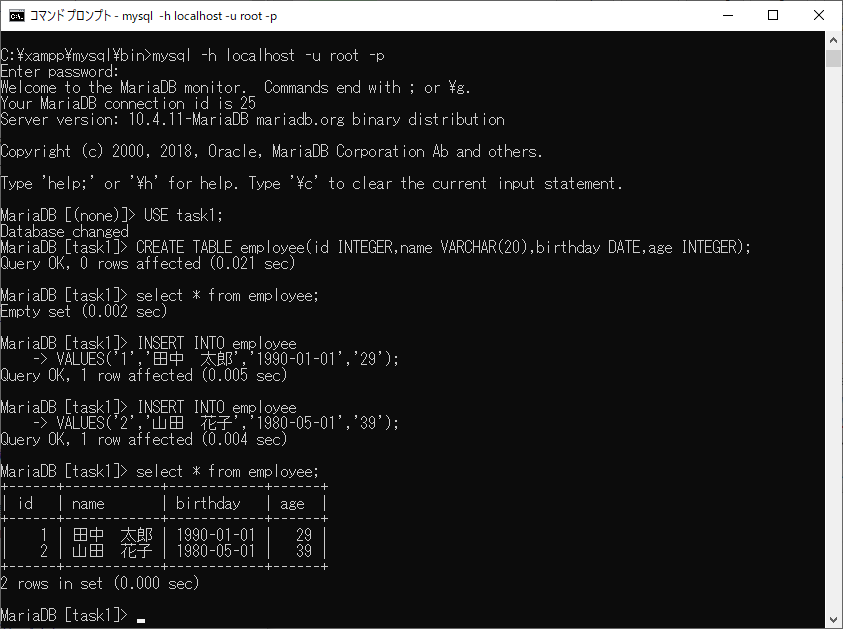 コマンド プロンプト - mysql  -h localhost -u root -p
C:¥xampp¥mysql¥bin>mysql -h localhost -u root -p
Enter password:
Welcome to the MariaDB monitor.  Commands end with ; or ¥g.
Your MariaDB connection id is 25
Server version: 10.4.11-MariaDB mariadb.org binary distribution
Copyright (c) 2000, 2018, Oracle, MariaDB Corporation Ab and others.
Type 'help;' or '¥h' for help. Type '¥c' to clear the current input statement.
MariaDB [(none)]> USE task1;
Database changed
MariaDB [task1]> CREATE TABLE employee(id INTEGER,name VARCHAR(20),birthday DATE,age INTEGER);
Query OK, 0 rows affected (0.021 sec)
MariaDB [task1]> select * from employee;
Empty set (0.002 sec)
MariaDB [task1]> INSERT INTO employee
    -> VALUES('1','田中　太郎','1990-01-01','29');
Query OK, 1 row affected (0.005 sec)
MariaDB [task1]> INSERT INTO employee
    -> VALUES('2','山田　花子','1980-05-01','39');
Query OK, 1 row affected (0.004 sec)
MariaDB [task1]> select * from employee;
+------+------------+------------+------+
| id   | name       | birthday   | age  |
+------+------------+------------+------+
|    1 | 田中　太郎 | 1990-01-01 |   29 |
|    2 | 山田　花子 | 1980-05-01 |   39 |
+------+------------+------------+------+
2 rows in set (0.000 sec)
MariaDB [task1]> _